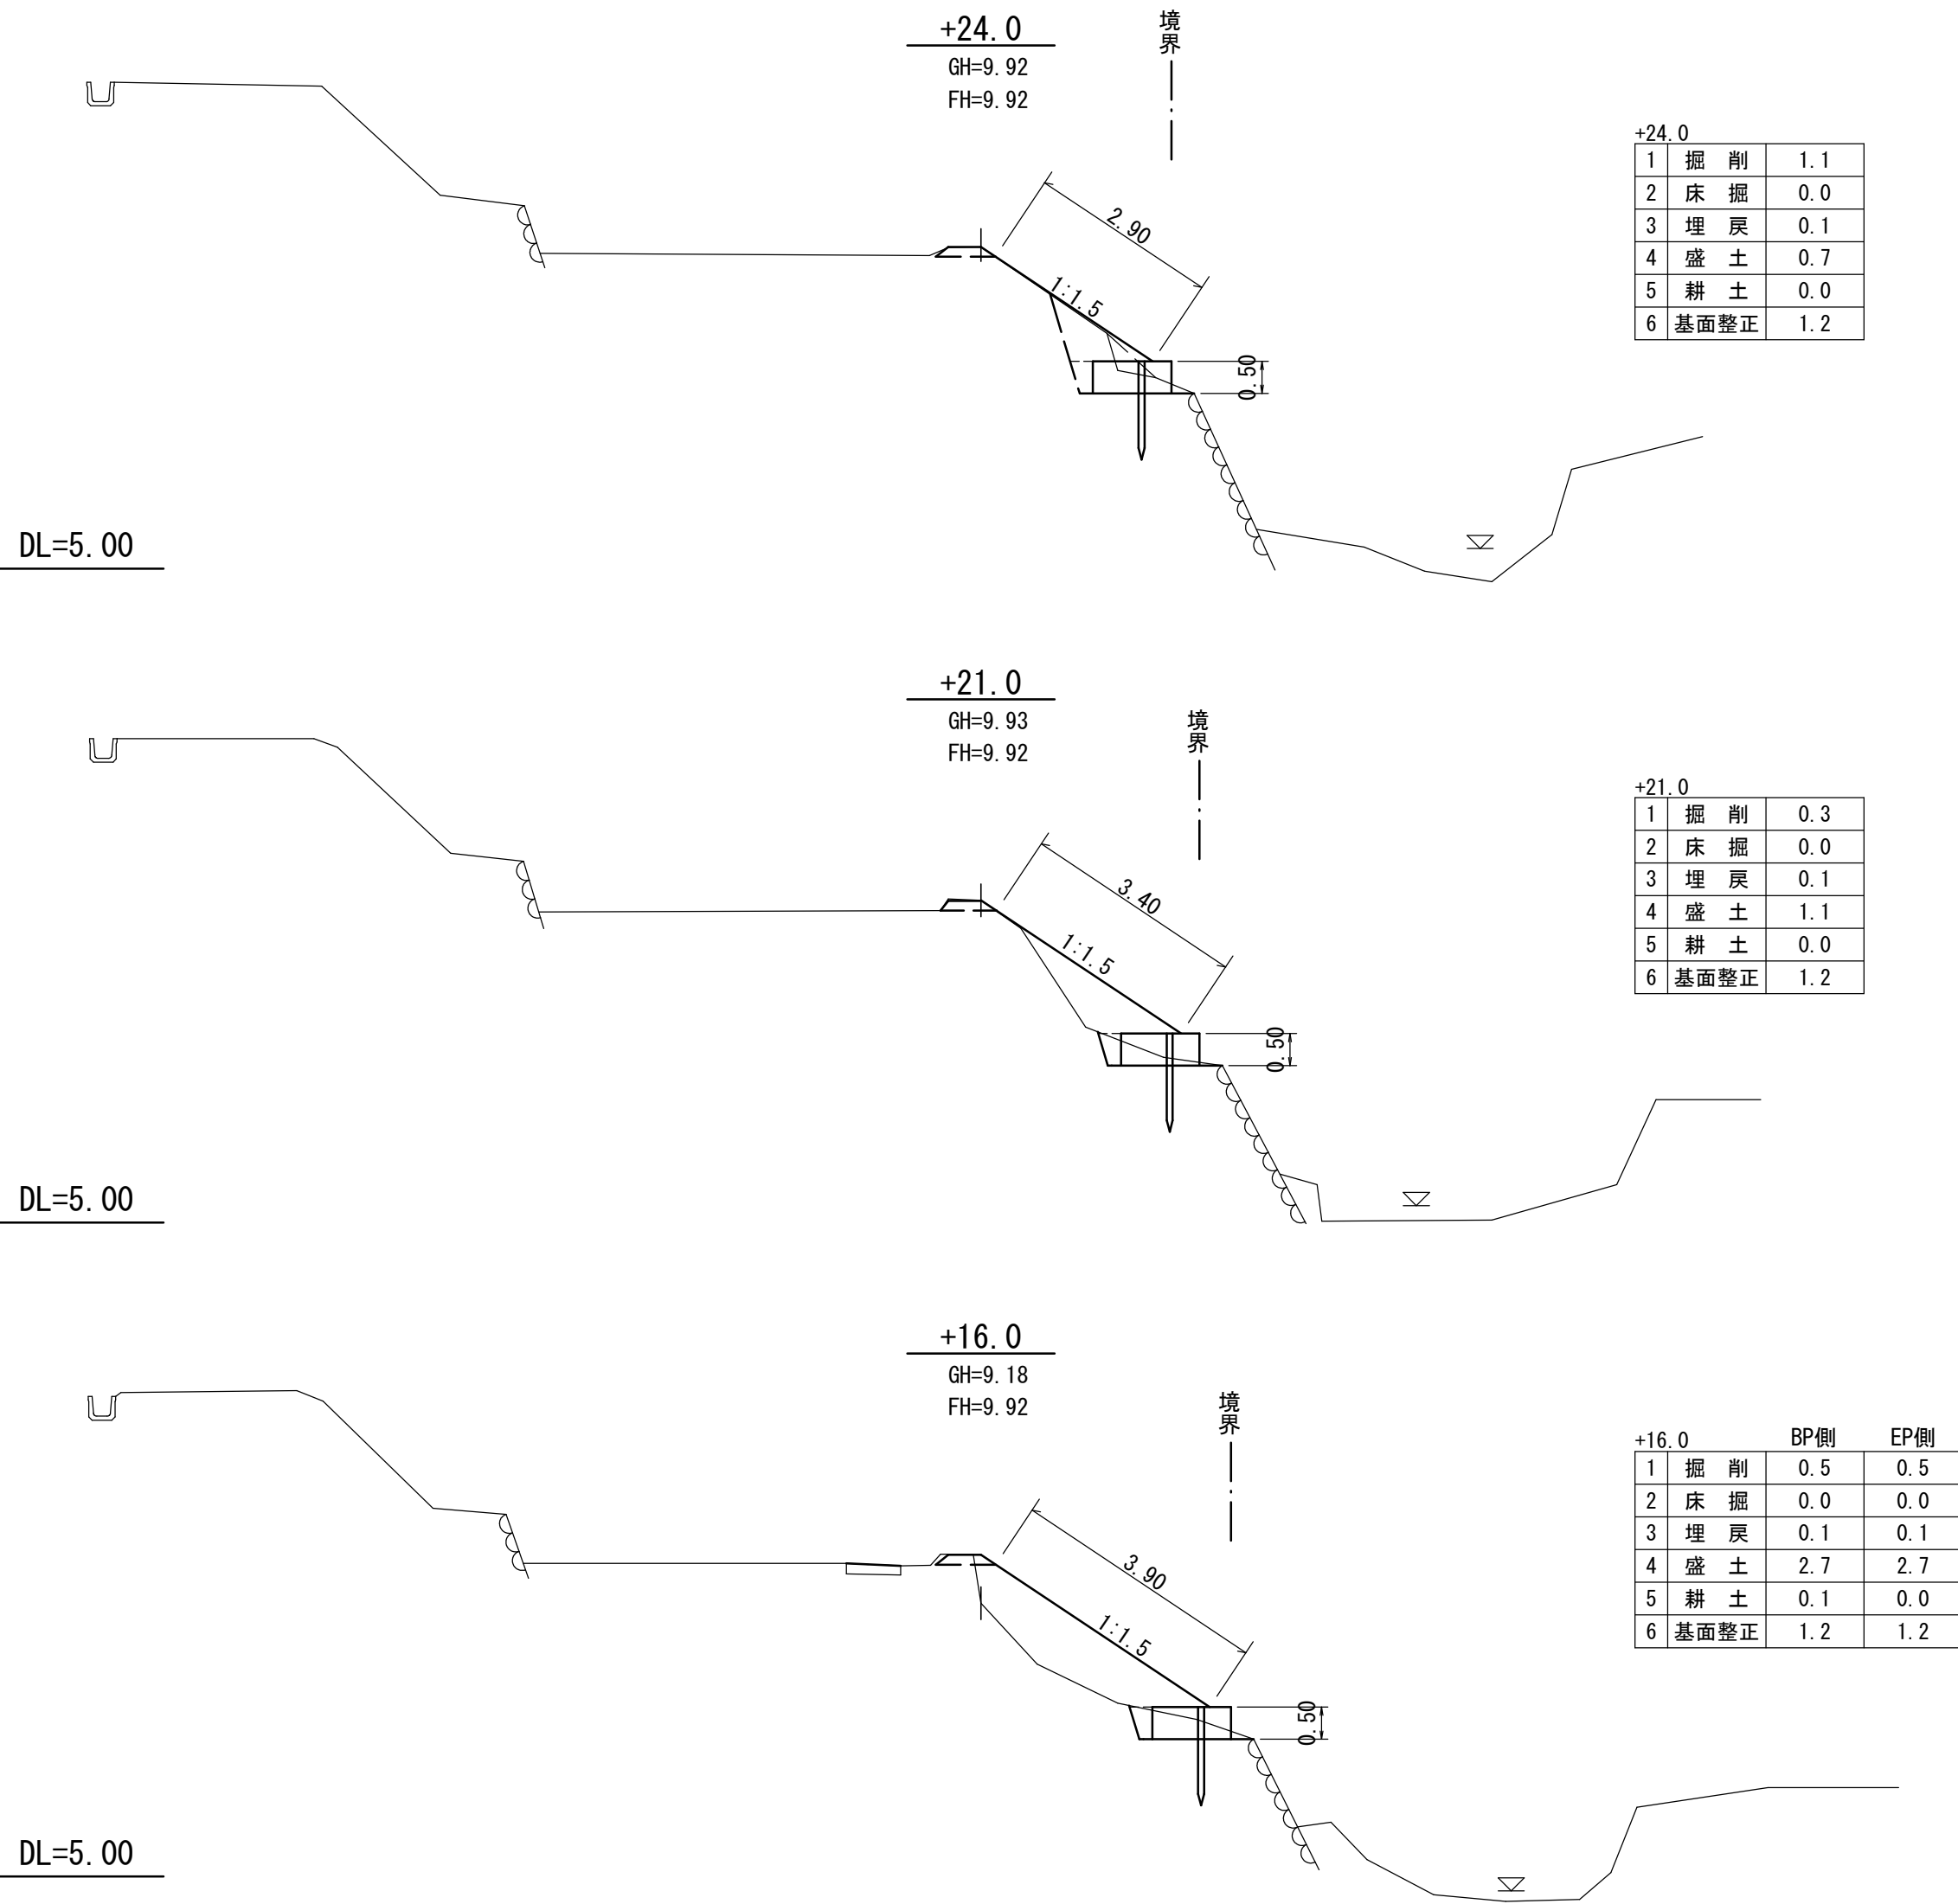 +24.0
GH=9.92
FH=9.92
境界
2.90
1:1.5
0.50
DL=5.00
+24.0
1 掘 削 1.1
2 床 掘 0.0
3 埋 戻 0.1
4 盛 土 0.7
5 耕 土 0.0
6 基面整正 1.2
+21.0
GH=9.93
FH=9.92
境界
3.40
1:1.5
0.50
DL=5.00
+21.0
1 掘 削 0.3
2 床 掘 0.0
3 埋 戻 0.1
4 盛 土 1.1
5 耕 土 0.0
6 基面整正 1.2
+16.0
GH=9.18
FH=9.92
境界
3.90
1:1.5
0.50
DL=5.00
+16.0 BP側 EP側
1 掘 削 0.5 0.5
2 床 掘 0.0 0.0
3 埋 戻 0.1 0.1
4 盛 土 2.7 2.7
5 耕 土 0.1 0.0
6 基面整正 1.2 1.2